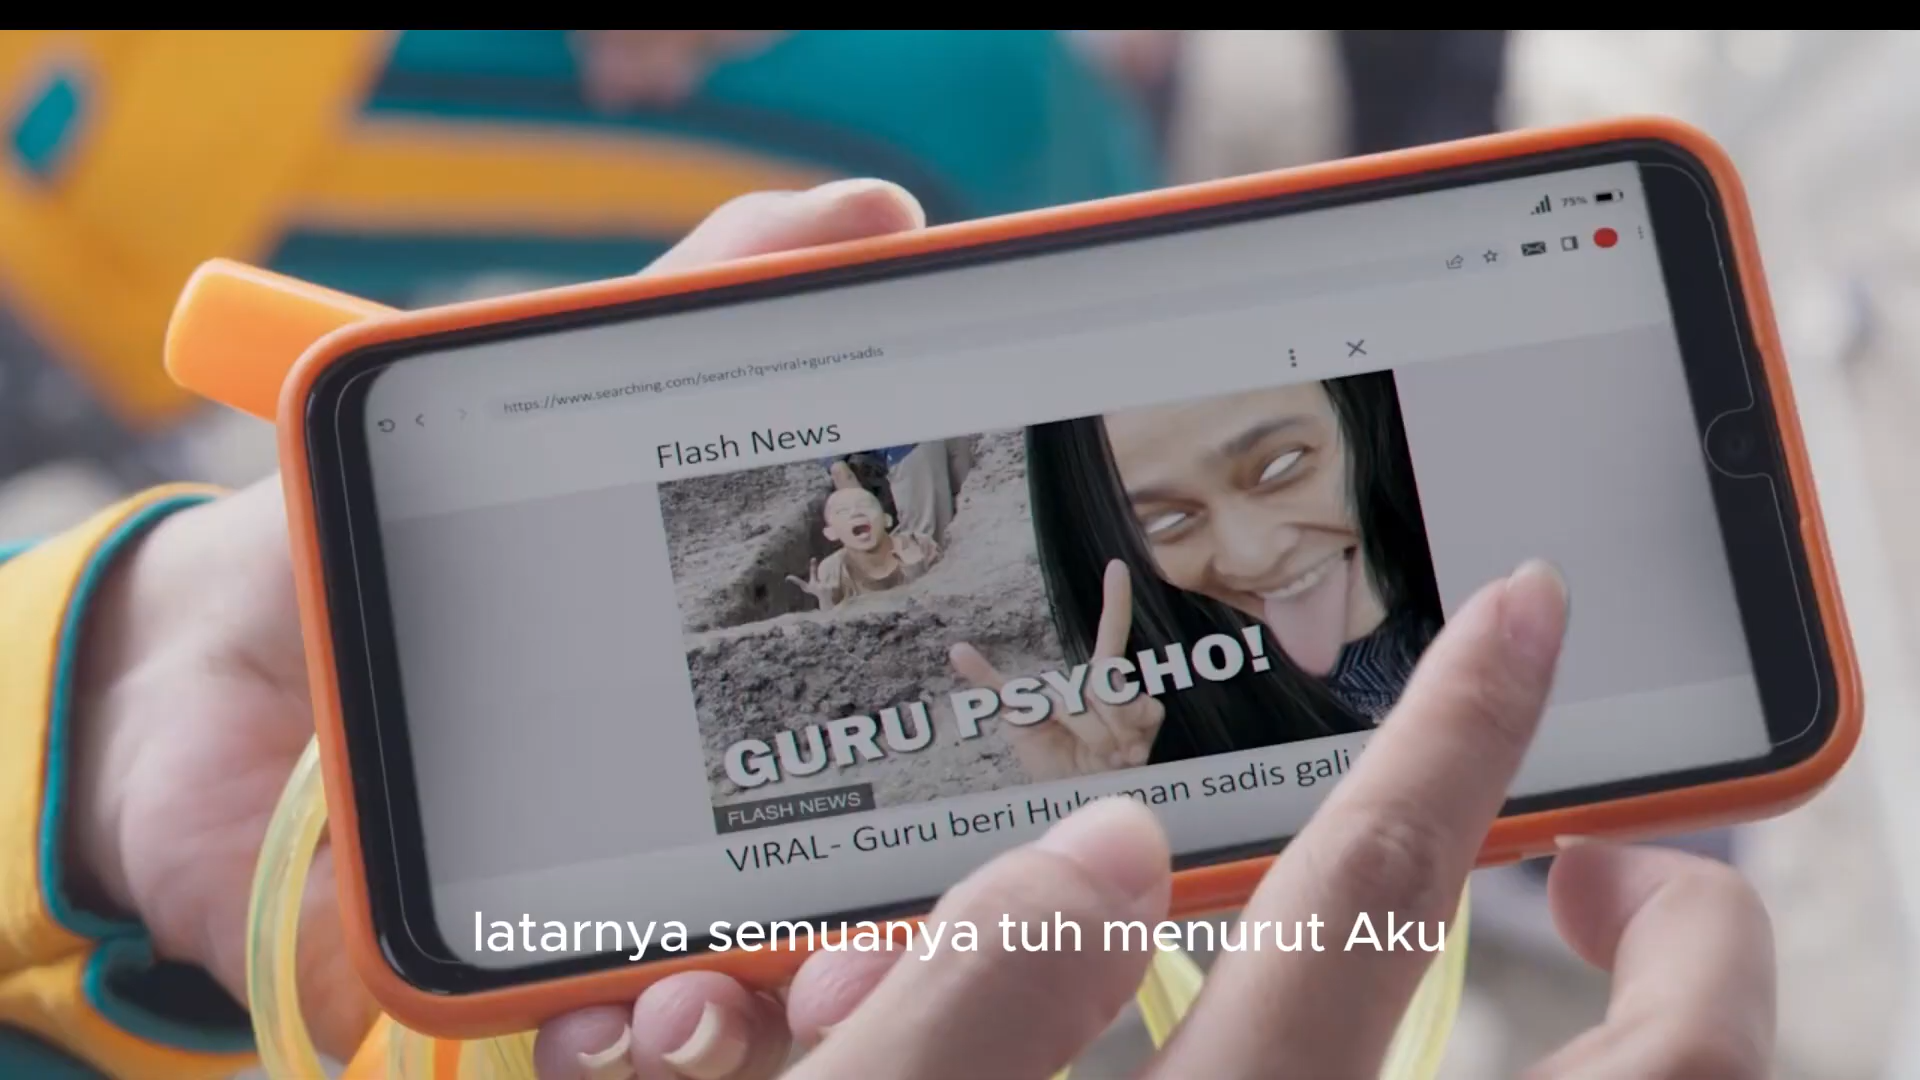 75%
https://www.searching.com/search?q=viral+guru+sadis
Flash News
GURU PSYCHO!
FLASH NEWS
VIRAL- Guru beri Hukuman sadis gali
latarnya semuanya tuh menurut Aku